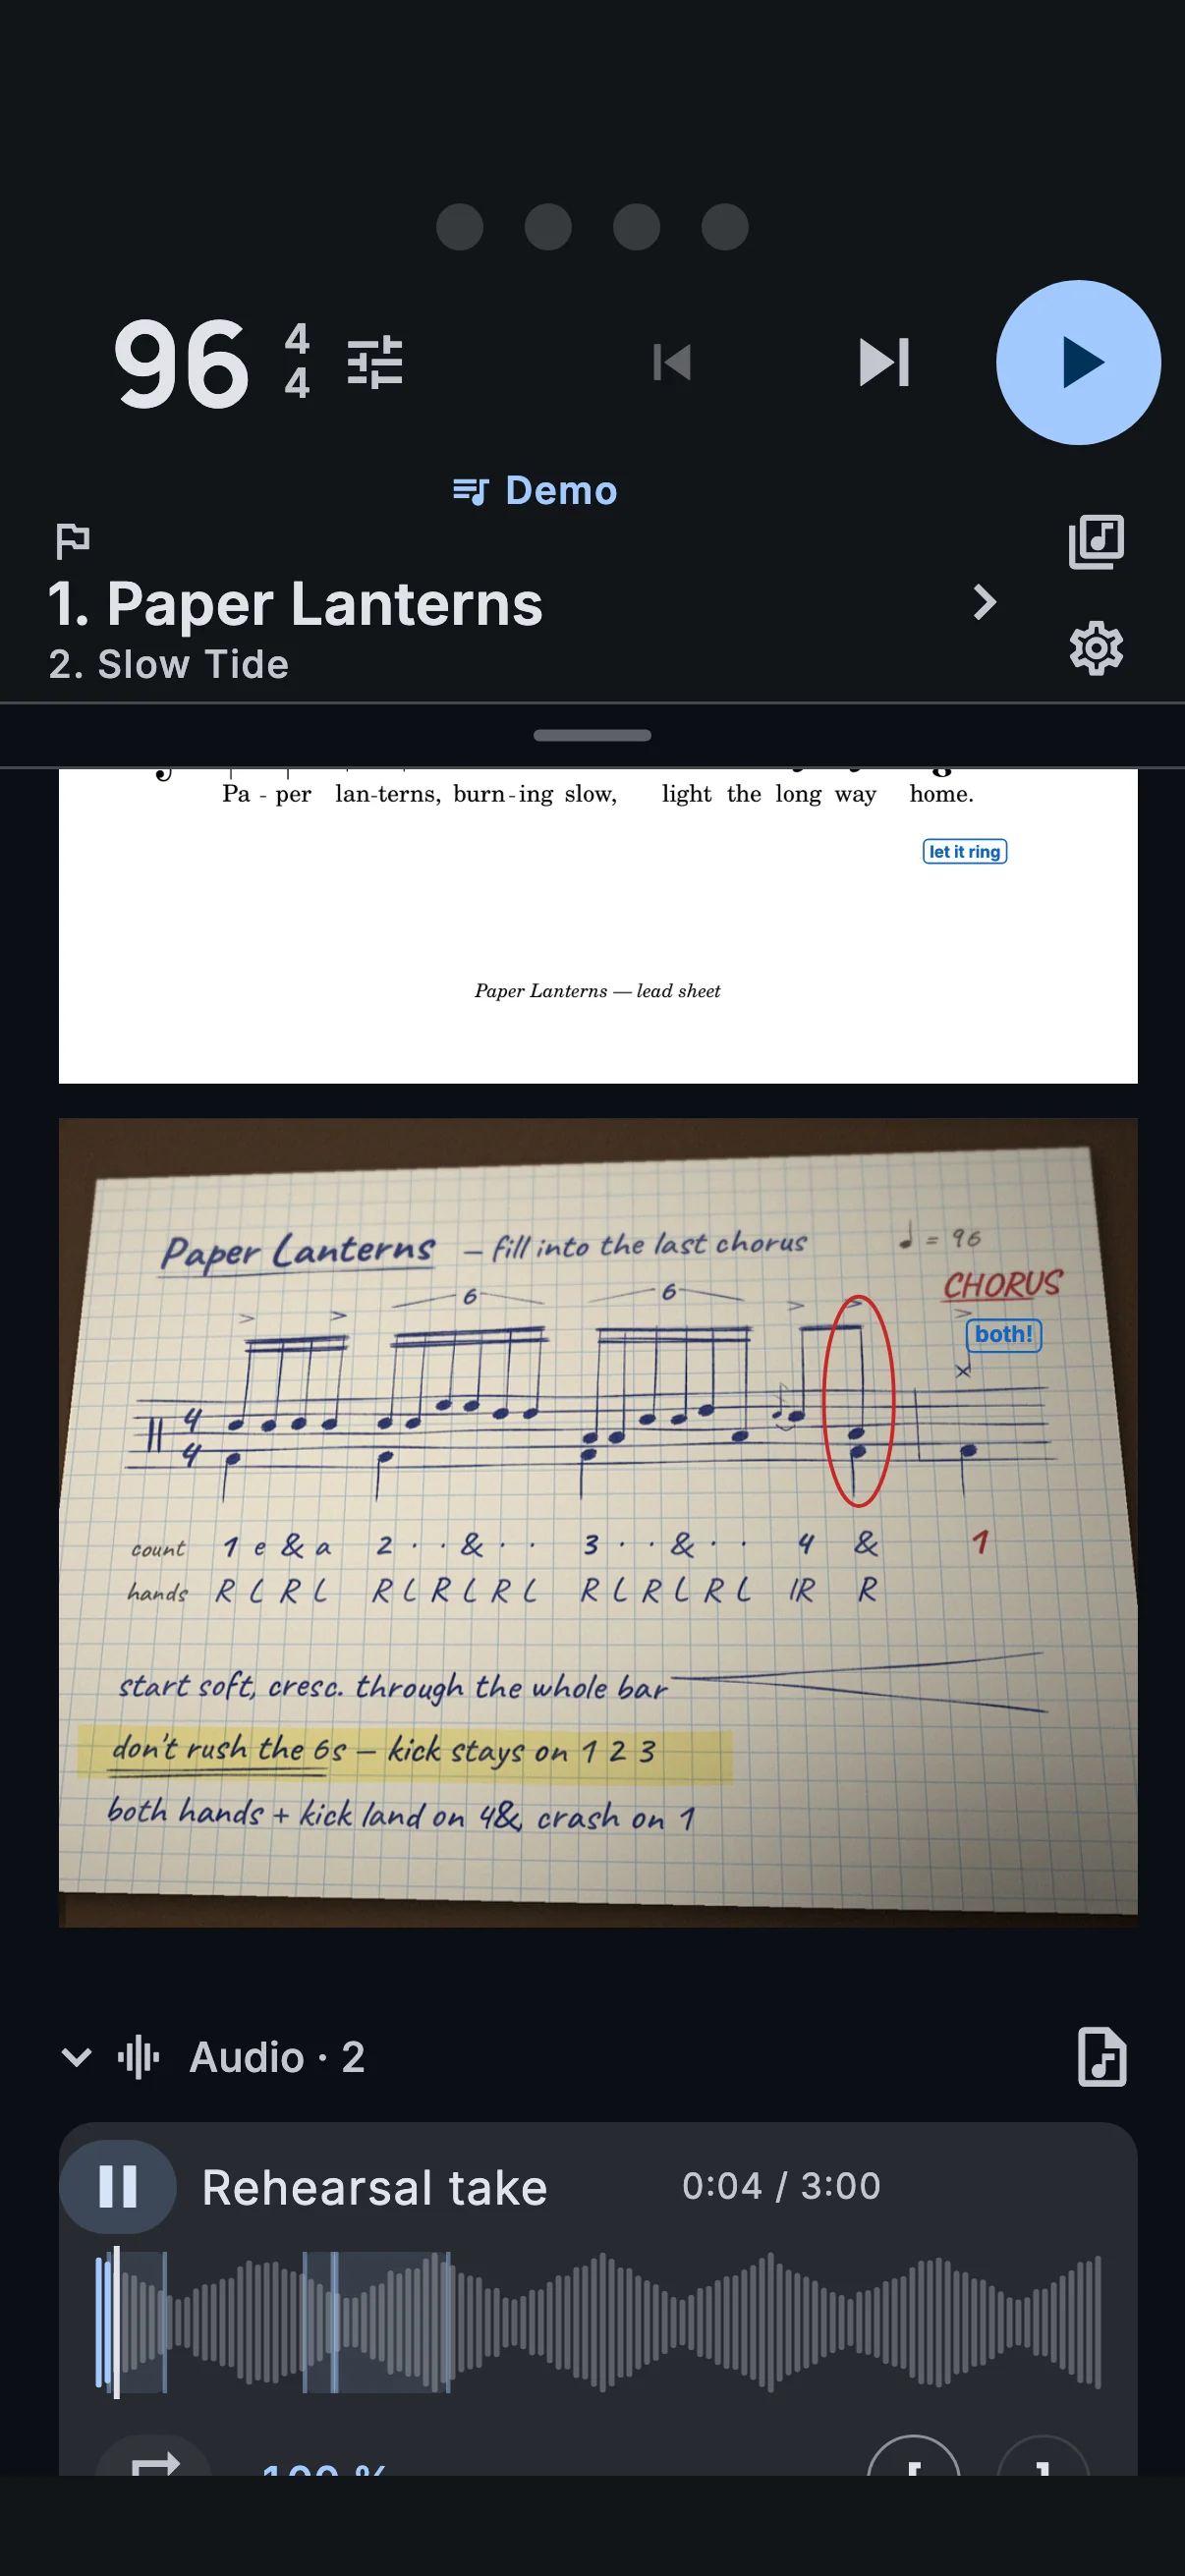 96 4/4
Demo
1. Paper Lanterns
2. Slow Tide
Pa - per lan-terns, burn-ing slow, light the long way home.
let it ring
Paper Lanterns — lead sheet
Paper Lanterns – fill into the last chorus ♩ = 96
CHORUS
6 6
both!
4
4
count 1 e & a 2 · · & · · 3 · · & · · 4 & 1
hands R L R L R L R L R L R L R L R L lR R
start soft, cresc. through the whole bar
don't rush the 6s – kick stays on 1 2 3
both hands + kick land on 4&, crash on 1
Audio · 2
Rehearsal take 0:04 / 3:00
100 %